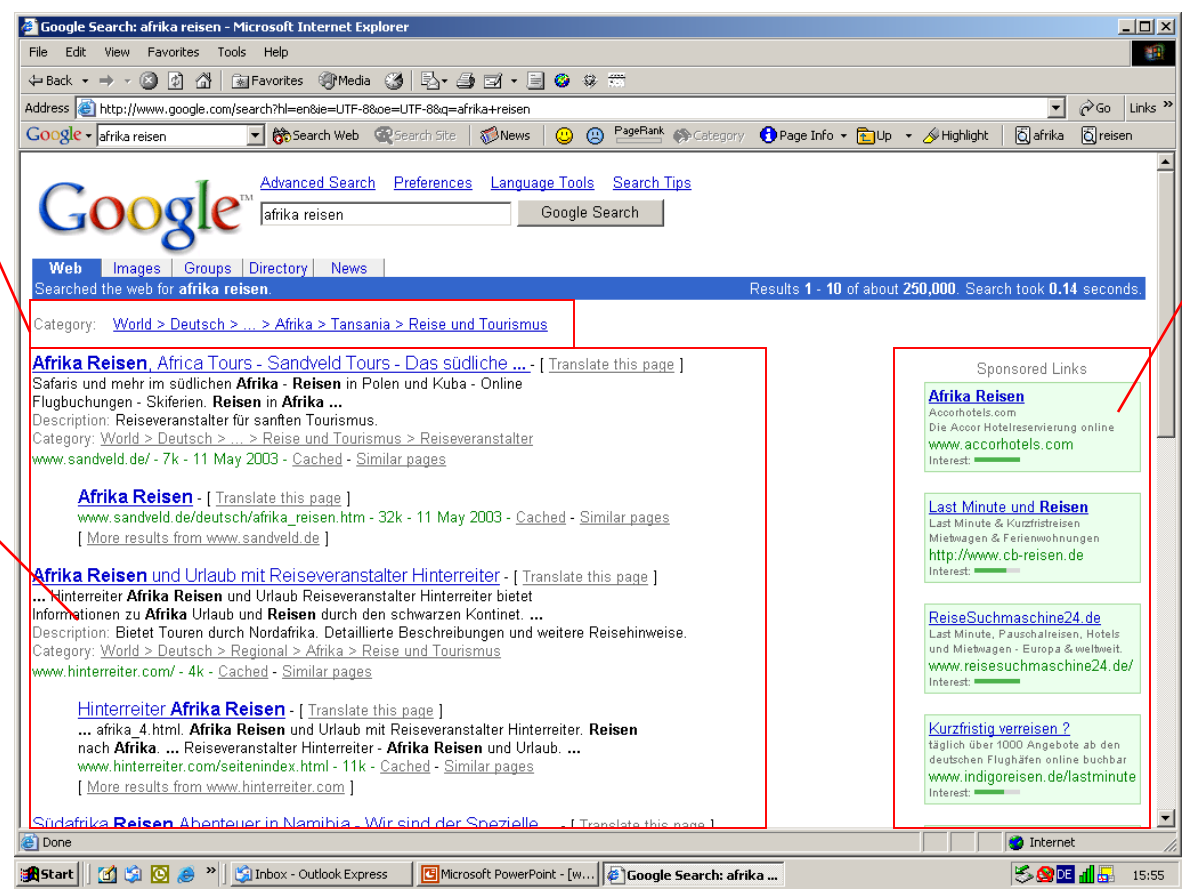 Google Search: afrika reisen - Microsoft Internet Explorer
File Edit View Favorites Tools Help
Back Favorites Media
Address http://www.google.com/search?hl=en&ie=UTF-8&oe=UTF-8&q=afrika+reisen Go Links »
Google afrika reisen Search Web Search Site News PageRank Category Page Info Up Highlight afrika reisen
Google™
Advanced Search Preferences Language Tools Search Tips
afrika reisen Google Search
Web Images Groups Directory News
Searched the web for afrika reisen. Results 1 - 10 of about 250,000. Search took 0.14 seconds.
Category: World > Deutsch > ... > Afrika > Tansania > Reise und Tourismus
Afrika Reisen, Africa Tours - Sandveld Tours - Das südliche ... - [ Translate this page ]
Safaris und mehr im südlichen Afrika - Reisen in Polen und Kuba - Online
Flugbuchungen - Skiferien. Reisen in Afrika ...
Description: Reiseveranstalter für sanften Tourismus.
Category: World > Deutsch > ... > Reise und Tourismus > Reiseveranstalter
www.sandveld.de/ - 7k - 11 May 2003 - Cached - Similar pages
Afrika Reisen - [ Translate this page ]
www.sandveld.de/deutsch/afrika_reisen.htm - 32k - 11 May 2003 - Cached - Similar pages
[ More results from www.sandveld.de ]
Afrika Reisen und Urlaub mit Reiseveranstalter Hinterreiter - [ Translate this page ]
... Hinterreiter Afrika Reisen und Urlaub Reiseveranstalter Hinterreiter bietet
Informationen zu Afrika Urlaub und Reisen durch den schwarzen Kontinet. ...
Description: Bietet Touren durch Nordafrika. Detaillierte Beschreibungen und weitere Reisehinweise.
Category: World > Deutsch > Regional > Afrika > Reise und Tourismus
www.hinterreiter.com/ - 4k - Cached - Similar pages
Hinterreiter Afrika Reisen - [ Translate this page ]
... afrika_4.html. Afrika Reisen und Urlaub mit Reiseveranstalter Hinterreiter. Reisen
nach Afrika. ... Reiseveranstalter Hinterreiter - Afrika Reisen und Urlaub. ...
www.hinterreiter.com/seitenindex.html - 11k - Cached - Similar pages
[ More results from www.hinterreiter.com ]
Südafrika Reisen Abenteuer in Namibia - Wir sind der Spezielle ... - [ Translate this page ]
Sponsored Links
Afrika Reisen
Accorhotels.com
Die Accor Hotelreservierung online
www.accorhotels.com
Interest:
Last Minute und Reisen
Last Minute & Kurzfristreisen
Mietwagen & Ferienwohnungen
http://www.cb-reisen.de
Interest:
ReiseSuchmaschine24.de
Last Minute, Pauschalreisen, Hotels
und Mietwagen - Europa & weltweit.
www.reisesuchmaschine24.de/
Interest:
Kurzfristig verreisen ?
täglich über 1000 Angebote ab den
deutschen Flughäfen online buchbar
www.indigoreisen.de/lastminute
Interest:
Done Internet
Start » Inbox - Outlook Express Microsoft PowerPoint - [w... Google Search: afrika ... DE 15:55